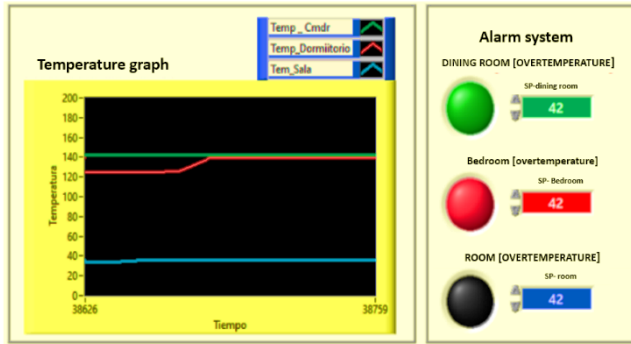 Temp_ Cmdr
Temp_Dormiitorio
Tem_Sala
Temperature graph
Temperatura
200
180
160
140
120
100
80
60
40
20
0
38626
38759
Tiempo
Alarm system
DINING ROOM [OVERTEMPERATURE]
SP-dining room
42
Bedroom [overtemperature]
SP- Bedroom
42
ROOM [OVERTEMPERATURE]
SP- room
42